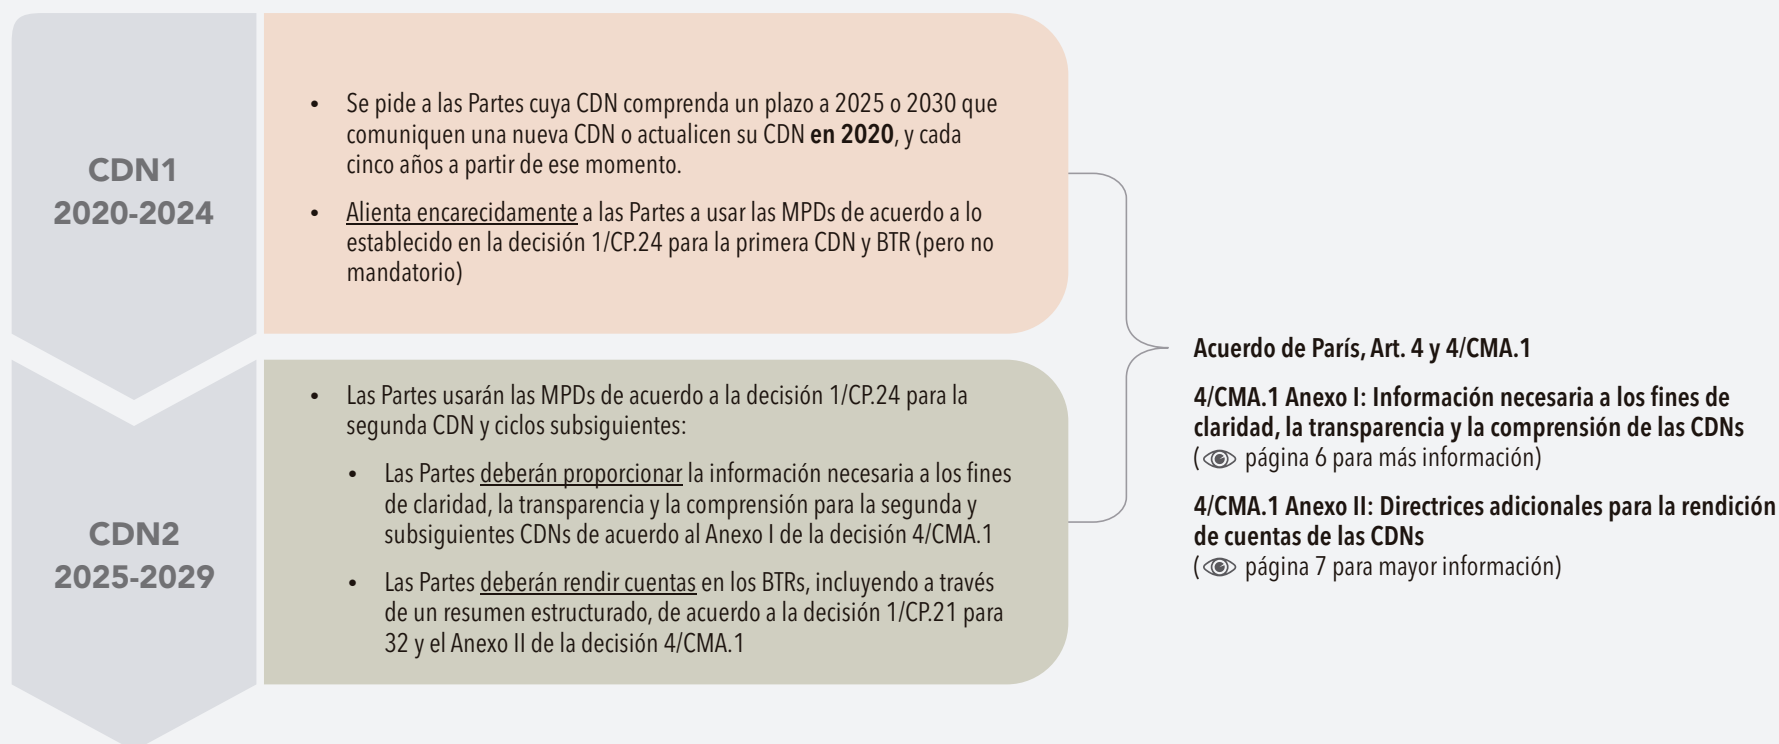 CDN1
2020-2024
• Se pide a las Partes cuya CDN comprenda un plazo a 2025 o 2030 que
comuniquen una nueva CDN o actualicen su CDN en 2020, y cada
cinco años a partir de ese momento.
• Alienta encarecidamente a las Partes a usar las MPDs de acuerdo a lo
establecido en la decisión 1/CP.24 para la primera CDN y BTR (pero no
mandatorio)
CDN2
2025-2029
• Las Partes usarán las MPDs de acuerdo a la decisión 1/CP.24 para la
segunda CDN y ciclos subsiguientes:
• Las Partes deberán proporcionar la información necesaria a los fines
de claridad, la transparencia y la comprensión para la segunda y
subsiguientes CDNs de acuerdo al Anexo I de la decisión 4/CMA.1
• Las Partes deberán rendir cuentas en los BTRs, incluyendo a través
de un resumen estructurado, de acuerdo a la decisión 1/CP.21 para
32 y el Anexo II de la decisión 4/CMA.1
Acuerdo de París, Art. 4 y 4/CMA.1
4/CMA.1 Anexo I: Información necesaria a los fines de
claridad, la transparencia y la comprensión de las CDNs
( página 6 para más información)
4/CMA.1 Anexo II: Directrices adicionales para la rendición
de cuentas de las CDNs
( página 7 para mayor información)